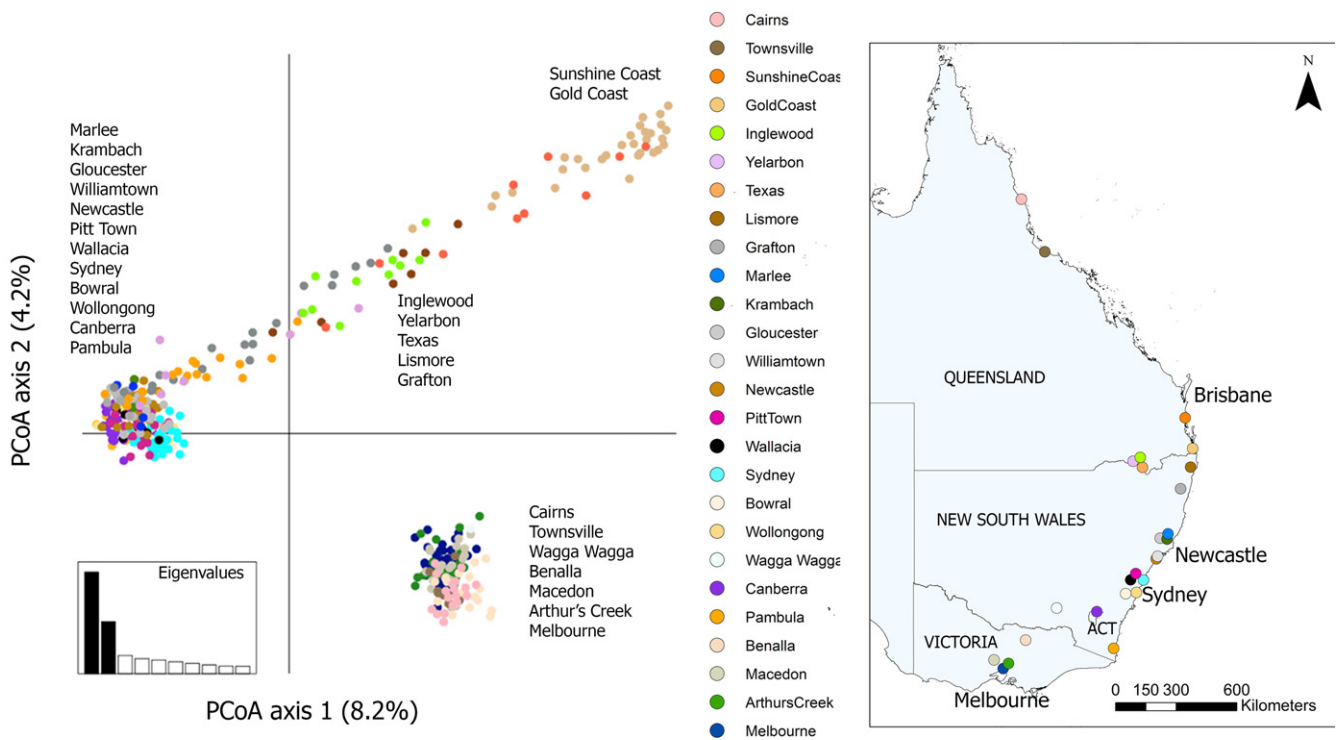 Sunshine Coast
Gold Coast
Marlee
Krambach
Gloucester
Williamtown
Newcastle
Pitt Town
Wallacia
Sydney
Bowral
Wollongong
Canberra
Pambula
Inglewood
Yelarbon
Texas
Lismore
Grafton
Cairns
Townsville
Wagga Wagga
Benalla
Macedon
Arthur's Creek
Melbourne
PCoA axis 2 (4.2%)
Eigenvalues
PCoA axis 1 (8.2%)
Cairns
Townsville
SunshineCoas
GoldCoast
Inglewood
Yelarbon
Texas
Lismore
Grafton
Marlee
Krambach
Gloucester
Williamtown
Newcastle
PittTown
Wallacia
Sydney
Bowral
Wollongong
Wagga Wagga
Canberra
Pambula
Benalla
Macedon
ArthursCreek
Melbourne
N
QUEENSLAND
Brisbane
NEW SOUTH WALES
Newcastle
Sydney
ACT
VICTORIA
Melbourne
0 150 300 600
Kilometers